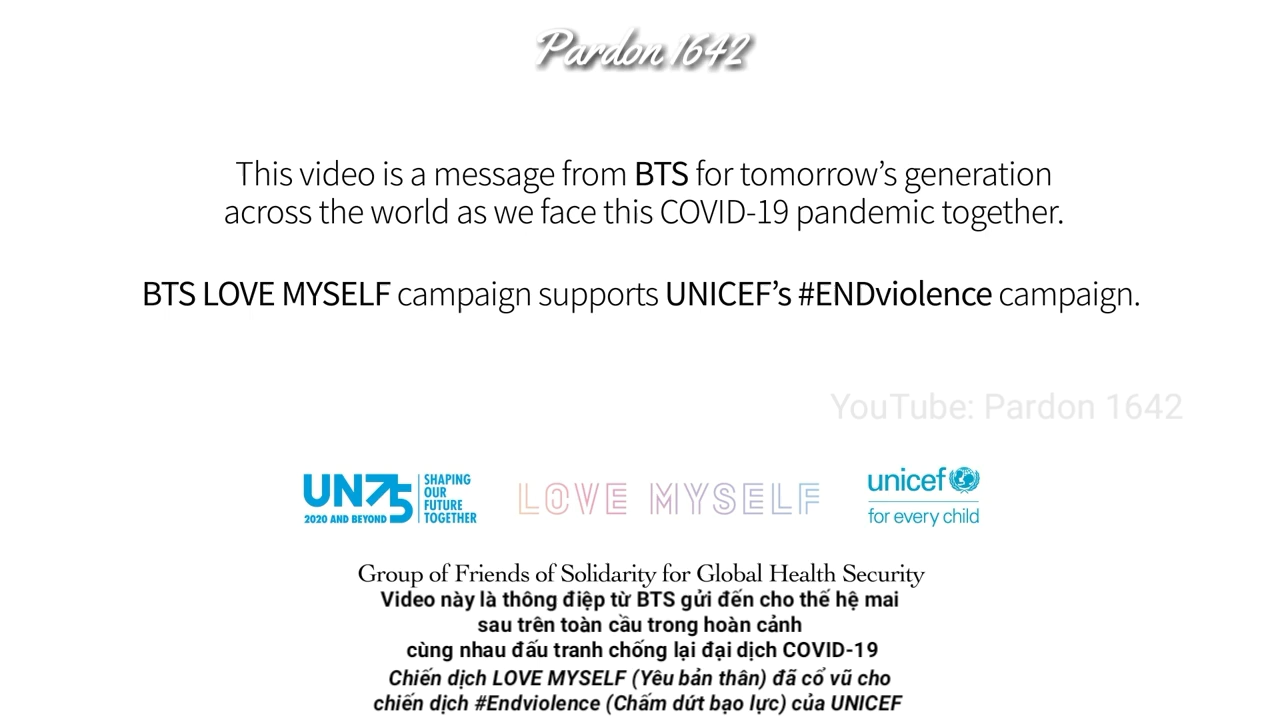 Pardon 1642
This video is a message from BTS for tomorrow’s generation
across the world as we face this COVID-19 pandemic together.
BTS LOVE MYSELF campaign supports UNICEF’s #ENDviolence campaign.
YouTube: Pardon 1642
UN75
2020 AND BEYOND
SHAPING
OUR
FUTURE
TOGETHER
LOVE MYSELF
unicef
for every child
Group of Friends of Solidarity for Global Health Security
Video này là thông điệp từ BTS gửi đến cho thế hệ mai
sau trên toàn cầu trong hoàn cảnh
cùng nhau đấu tranh chống lại đại dịch COVID-19
Chiến dịch LOVE MYSELF (Yêu bản thân) đã cổ vũ cho
chiến dịch #Endviolence (Chấm dứt bạo lực) của UNICEF